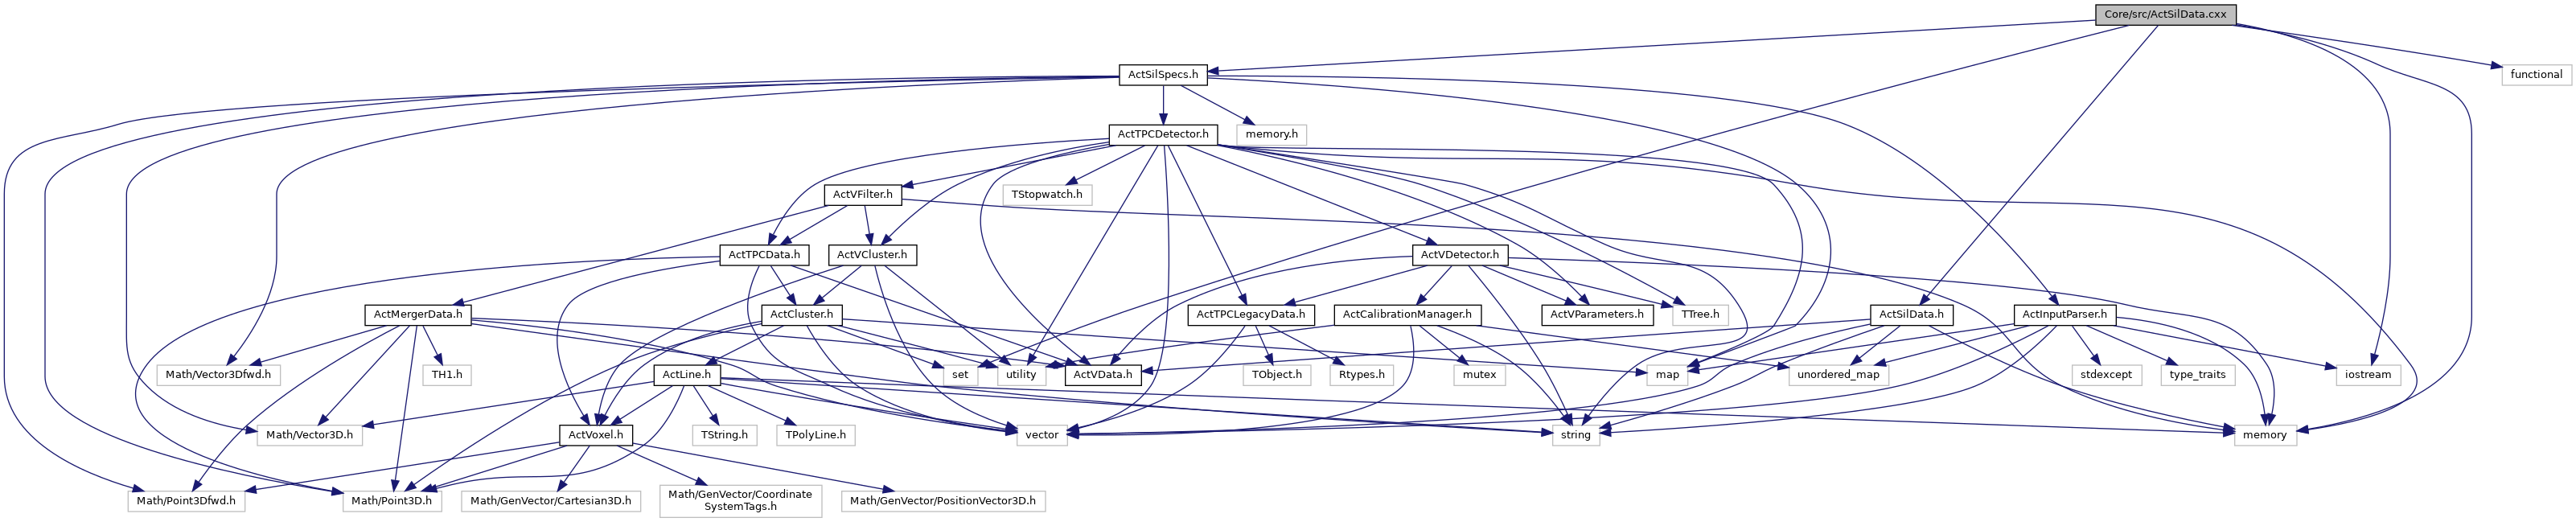 Core/src/ActSilData.cxx
ActSilSpecs.h
functional
ActTPCDetector.h
memory.h
ActVFilter.h
TStopwatch.h
ActTPCData.h
ActVCluster.h
ActVDetector.h
ActMergerData.h
ActCluster.h
ActTPCLegacyData.h
ActCalibrationManager.h
ActVParameters.h
TTree.h
ActSilData.h
ActInputParser.h
Math/Vector3Dfwd.h
TH1.h
ActLine.h
set
utility
ActVData.h
TObject.h
Rtypes.h
mutex
map
unordered_map
stdexcept
type_traits
iostream
Math/Vector3D.h
ActVoxel.h
TString.h
TPolyLine.h
vector
string
memory
Math/Point3Dfwd.h
Math/Point3D.h
Math/GenVector/Cartesian3D.h
Math/GenVector/Coordinate
SystemTags.h
Math/GenVector/PositionVector3D.h